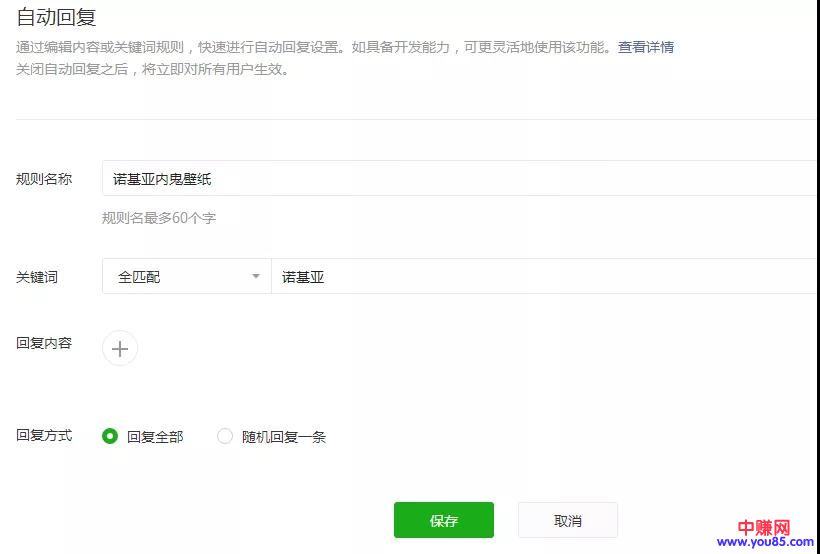 自动回复
通过编辑内容或关键词规则，快速进行自动回复设置。如具备开发能力，可更灵活地使用该功能。查看详情
关闭自动回复之后，将立即对所有用户生效。
规则名称 诺基亚内鬼壁纸
规则名最多60个字
关键词 全匹配 诺基亚
回复内容
回复方式 回复全部 随机回复一条
保存 取消
中赚网
www.you85.com